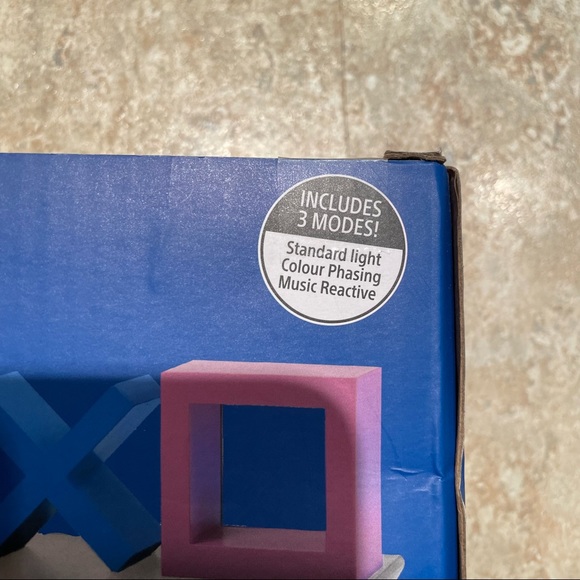 INCLUDES
3 MODES!
Standard light
Colour Phasing
Music Reactive